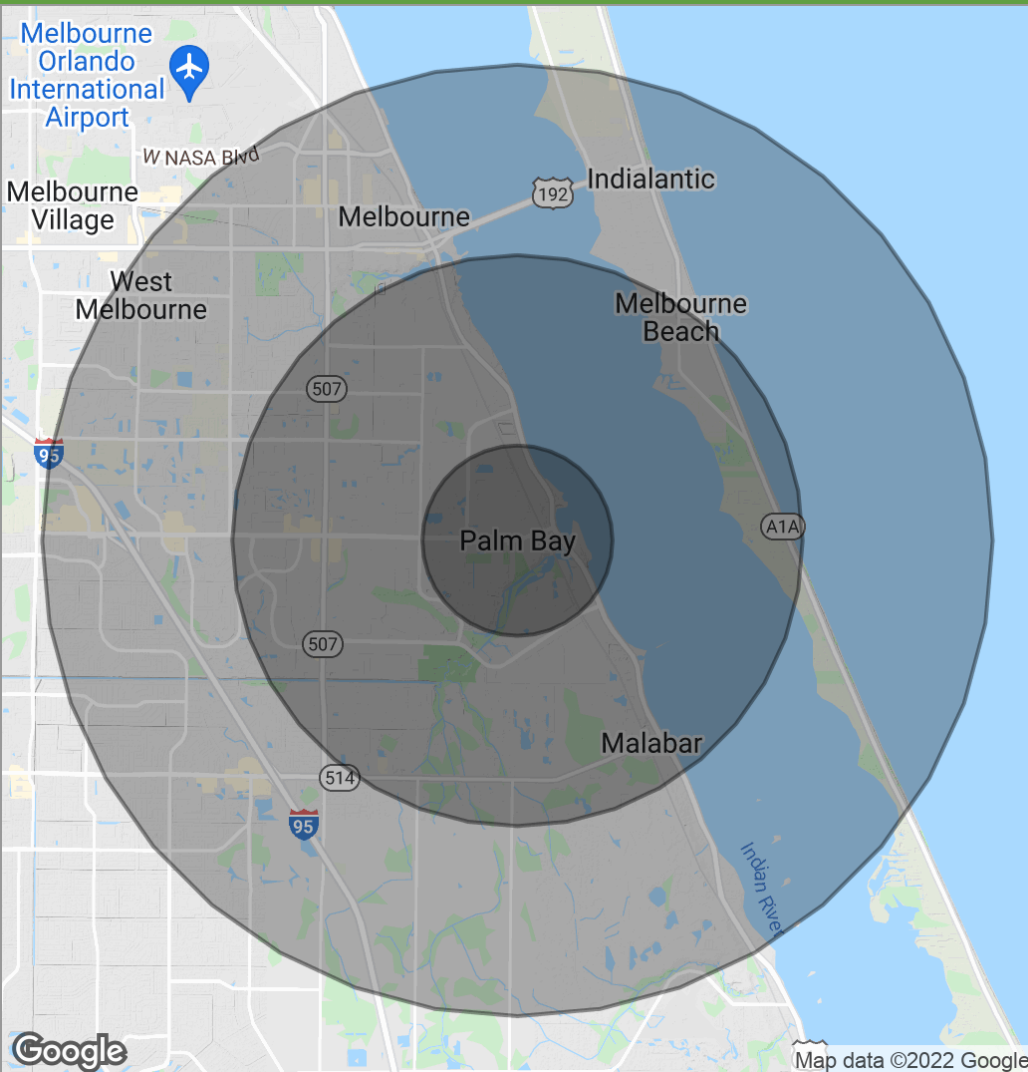 Melbourne
Orlando
International
Airport
W NASA Blvd
Melbourne
Village
Melbourne
192
Indialantic
West
Melbourne
Melbourne
Beach
507
95
Palm Bay
A1A
507
Malabar
514
95
Indian River
Google
Map data ©2022 Google